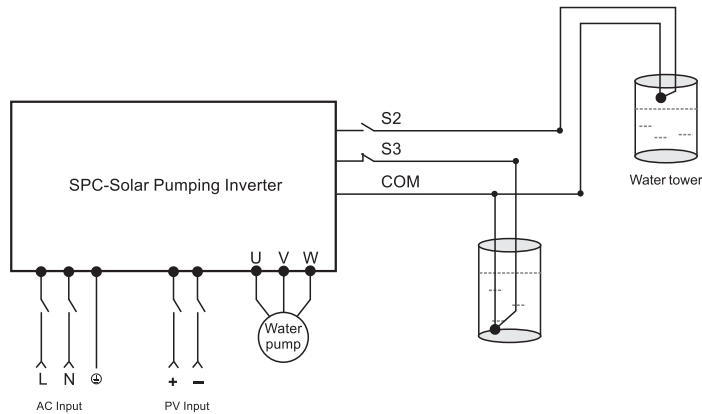 S2
S3
COM
SPC-Solar Pumping Inverter
Water tower
U V W
Water
pump
L N
+ −
AC Input
PV Input